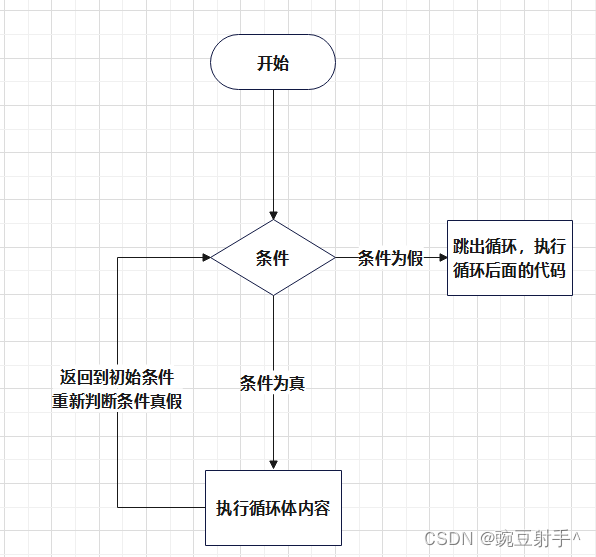 开始
条件
条件为假
跳出循环，执行
循环后面的代码
返回到初始条件
重新判断条件真假
条件为真
执行循环体内容
CSDN @豌豆射手^